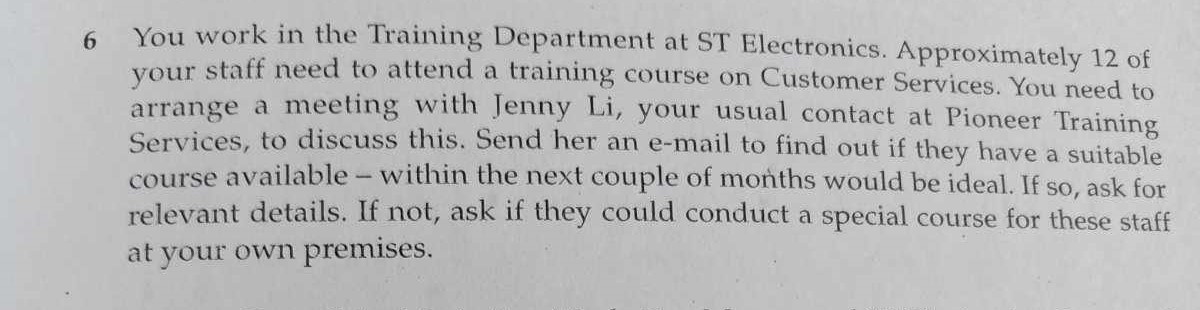 6 You work in the Training Department at ST Electronics. Approximately 12 of
your staff need to attend a training course on Customer Services. You need to
arrange a meeting with Jenny Li, your usual contact at Pioneer Training
Services, to discuss this. Send her an e-mail to find out if they have a suitable
course available – within the next couple of months would be ideal. If so, ask for
relevant details. If not, ask if they could conduct a special course for these staff
at your own premises.